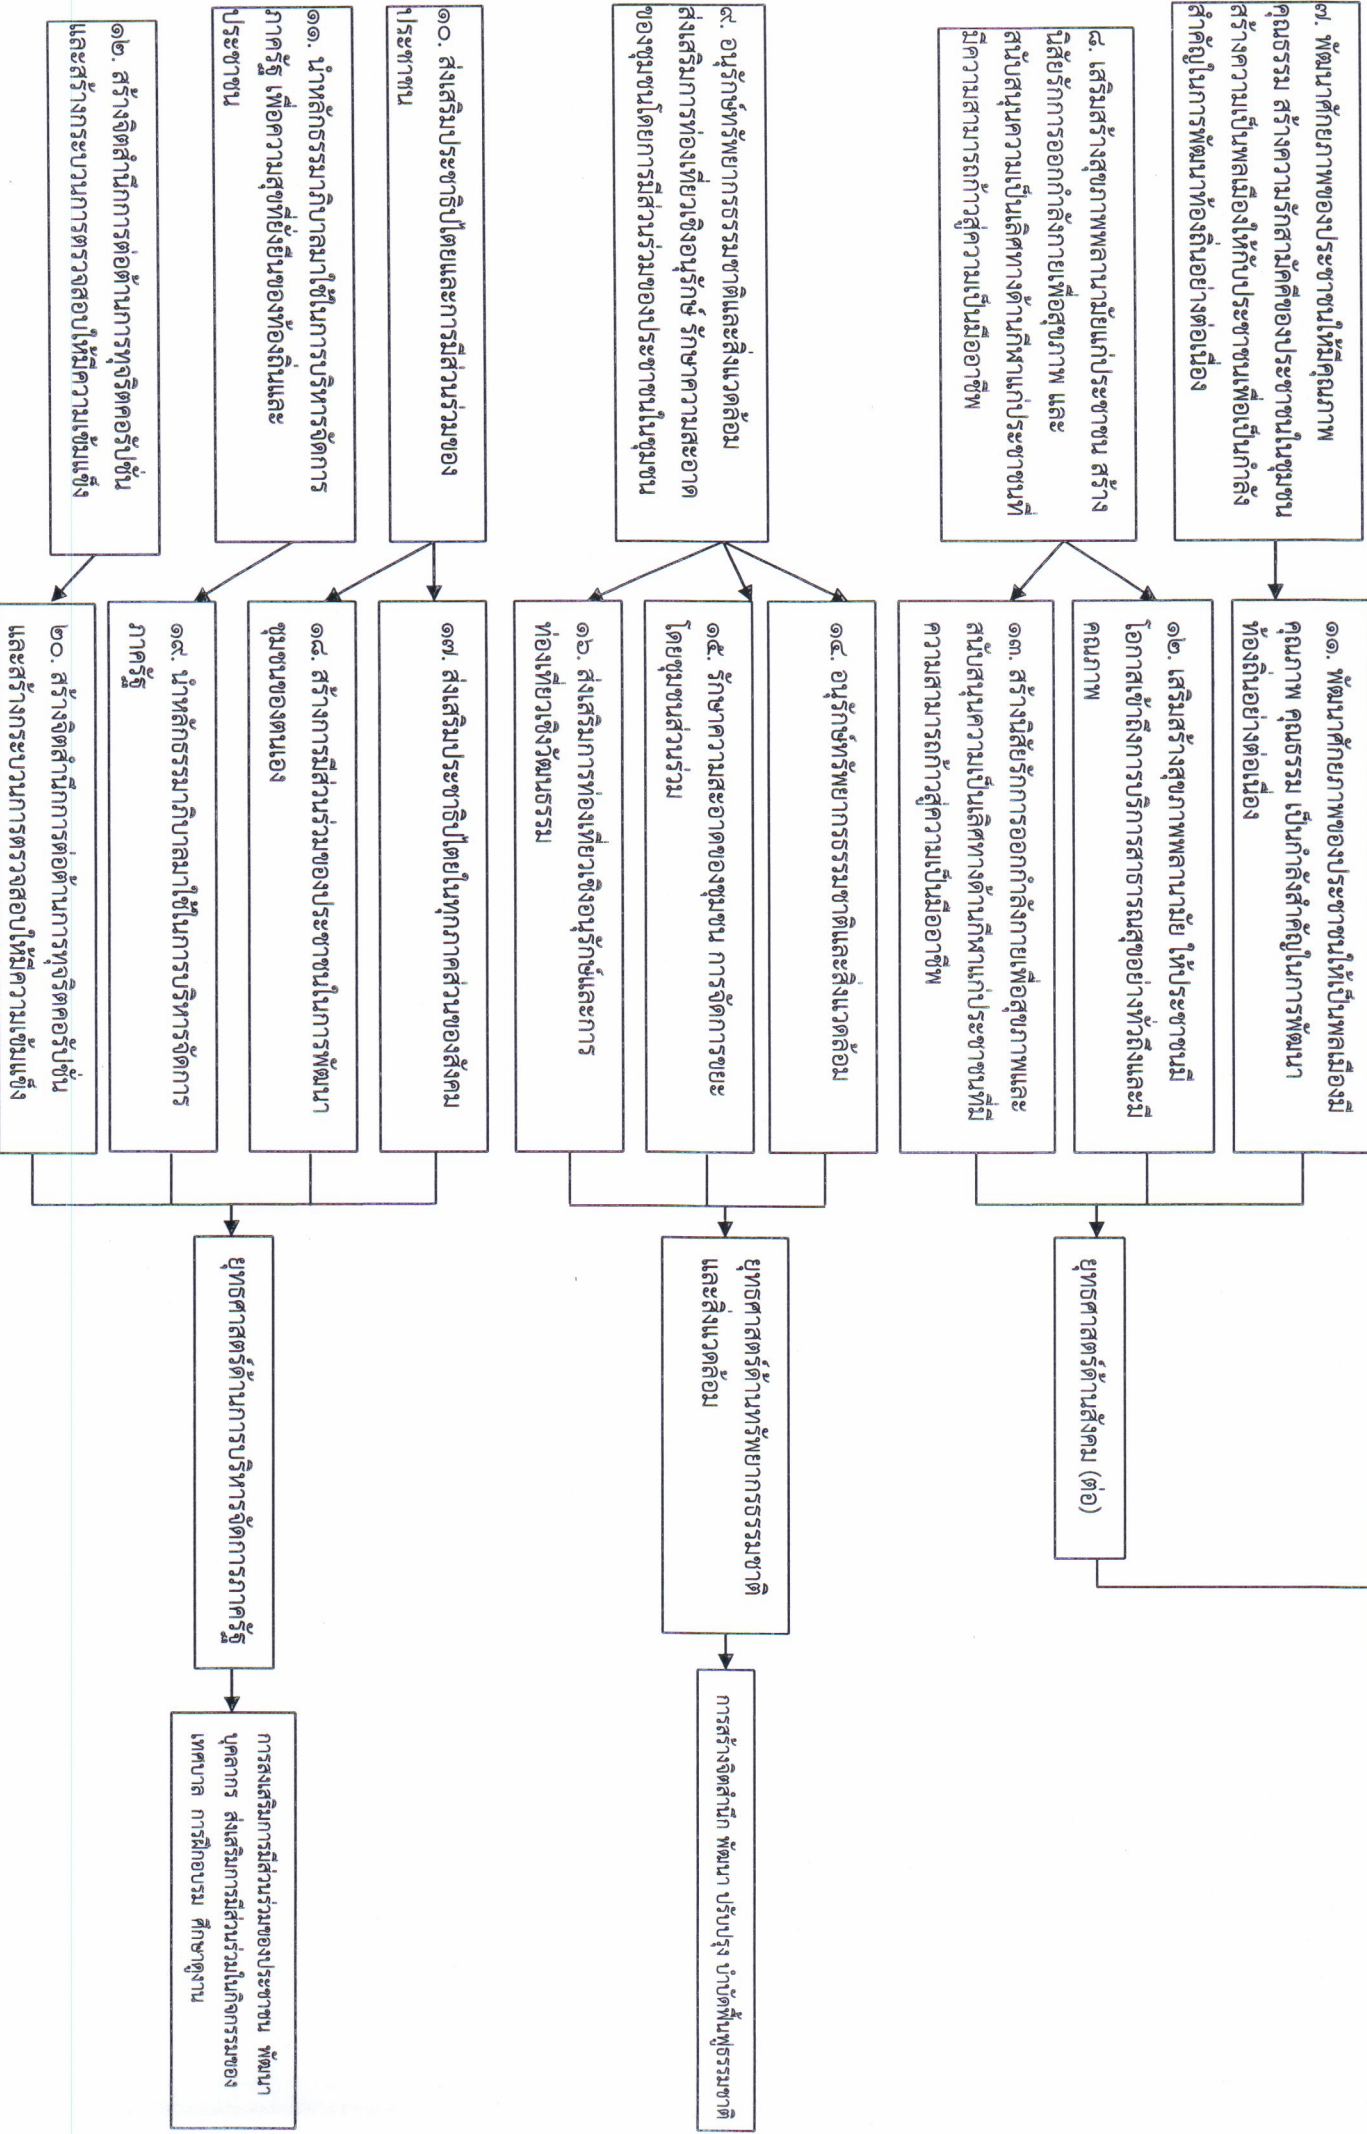 ๗. พัฒนาศักยภาพของประชาชนให้มีคุณภาพ
คุณธรรม สร้างความรักสามัคคีของประชาชนในชุมชน
สร้างความเป็นพลเมืองให้กับประชาชนเพื่อเป็นกำลัง
สำคัญในการพัฒนาท้องถิ่นอย่างต่อเนื่อง
๘. เสริมสร้างสุขภาพพลานามัยแก่ประชาชน สร้าง
นิสัยรักการออกกำลังกายเพื่อสุขภาพ และ
สนับสนุนความเป็นเลิศทางด้านกีฬาแก่ประชาชนที่
มีความสามารถก้าวสู่ความเป็นมืออาชีพ
๙. อนุรักษ์ทรัพยากรธรรมชาติและสิ่งแวดล้อม
ส่งเสริมการท่องเที่ยวเชิงอนุรักษ์ รักษาความสะอาด
ของชุมชนโดยการมีส่วนร่วมของประชาชนในชุมชน
๑๐. ส่งเสริมประชาธิปไตยและการมีส่วนร่วมของ
ประชาชน
๑๑. นำหลักธรรมาภิบาลมาใช้ในการบริหารจัดการ
ภาครัฐ เพื่อความสุขที่ยั่งยืนของท้องถิ่นและ
ประชาชน
๑๒. สร้างจิตสำนึกการต่อต้านการทุจริตคอรัปชั่น
และสร้างกระบวนการตรวจสอบให้มีความเข้มแข็ง
๑๑. พัฒนาศักยภาพของประชาชนให้เป็นพลเมืองมี
คุณภาพ คุณธรรม เป็นกำลังสำคัญในการพัฒนา
ท้องถิ่นอย่างต่อเนื่อง
๑๒. เสริมสร้างสุขภาพพลานามัย ให้ประชาชนมี
โอกาสเข้าถึงการบริการสาธารณสุขอย่างทั่วถึงและมี
คุณภาพ
๑๓. สร้างนิสัยรักการออกกำลังกายเพื่อสุขภาพและ
สนับสนุนความเป็นเลิศทางด้านกีฬาแก่ประชาชนที่มี
ความสามารถก้าวสู่ความเป็นมืออาชีพ
๑๔. อนุรักษ์ทรัพยากรธรรมชาติและสิ่งแวดล้อม
๑๕. รักษาความสะอาดของชุมชน การจัดการขยะ
โดยชุมชนส่วนร่วม
๑๖. ส่งเสริมการท่องเที่ยวเชิงอนุรักษ์และการ
ท่องเที่ยวเชิงวัฒนธรรม
๑๗. ส่งเสริมประชาธิปไตยในทุกภาคส่วนของสังคม
๑๘. สร้างการมีส่วนร่วมของประชาชนในการพัฒนา
ชุมชนของตนเอง
๑๙. นำหลักธรรมาภิบาลมาใช้ในการบริหารจัดการ
ภาครัฐ
๒๐. สร้างจิตสำนึกการต่อต้านการทุจริตคอรัปชั่น
และสร้างกระบวนการตรวจสอบให้มีความเข้มแข็ง
ยุทธศาสตร์ด้านสังคม (ต่อ)
ยุทธศาสตร์ด้านทรัพยากรธรรมชาติ
และสิ่งแวดล้อม
ยุทธศาสตร์ด้านการบริหารจัดการภาครัฐ
การสร้างจิตสำนึก พัฒนา ปรับปรุง บำบัดฟื้นฟูธรรมชาติ
การส่งเสริมการมีส่วนร่วมของประชาชน พัฒนา
บุคลากร ส่งเสริมการมีส่วนร่วมในกิจกรรมของ
เทศบาล การฝึกอบรม ศึกษาดูงาน